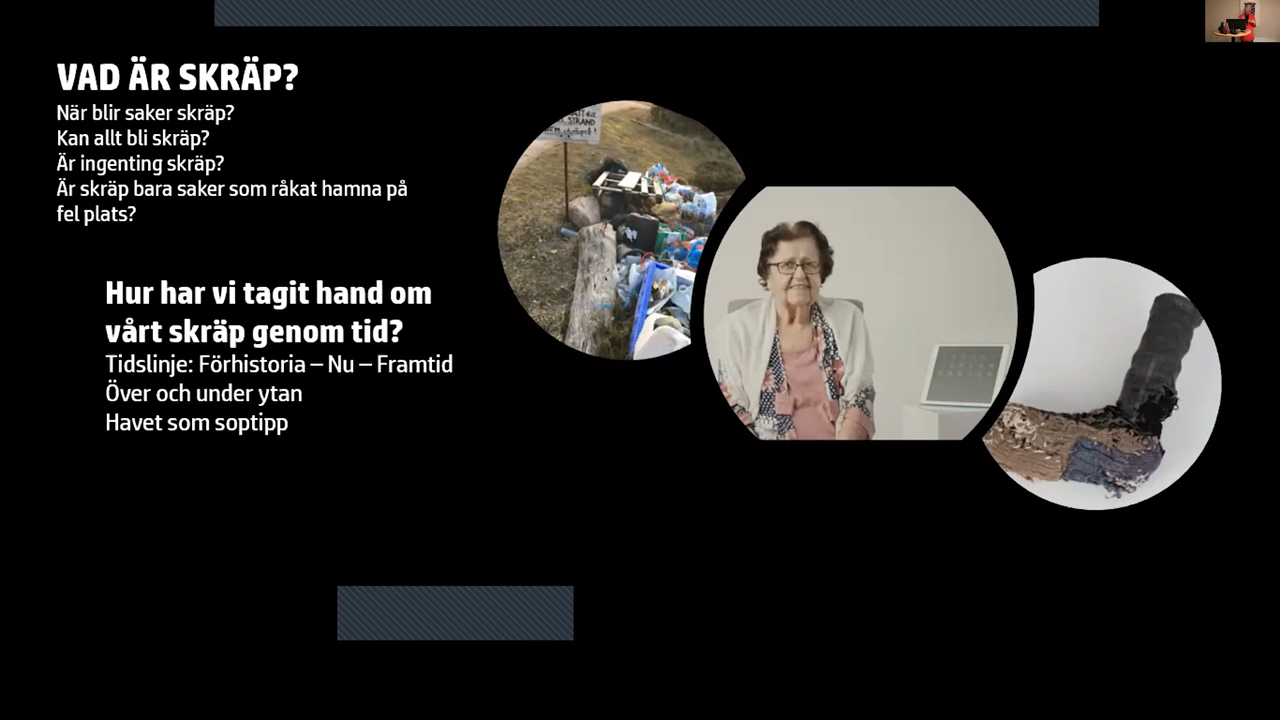 VAD ÄR SKRÄP?
När blir saker skräp?
Kan allt bli skräp?
Är ingenting skräp?
Är skräp bara saker som råkat hamna på
fel plats?
Hur har vi tagit hand om
vårt skräp genom tid?
Tidslinje: Förhistoria – Nu – Framtid
Över och under ytan
Havet som soptipp
STRAND